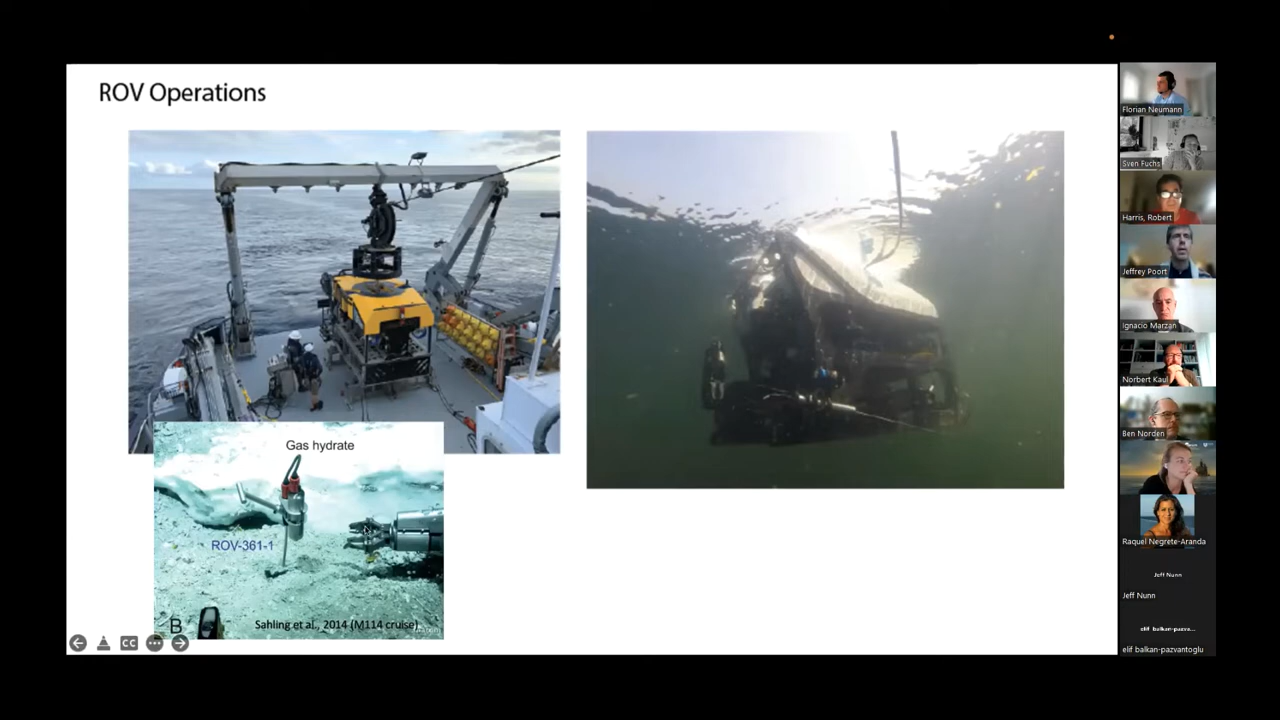 ROV Operations
Gas hydrate
ROV-361-1
B
Sahling et al., 2014 (M114 cruise)
CC
Florian Neumann
Sven Fuchs
Harris, Robert
Jeffrey Poort
Ignacio Marzan
Norbert Kaul
Ben Norden
Raquel Negrete-Aranda
Jeff Nunn
Jeff Nunn
elif balkan-pazva...
elif balkan-pazvantoglu